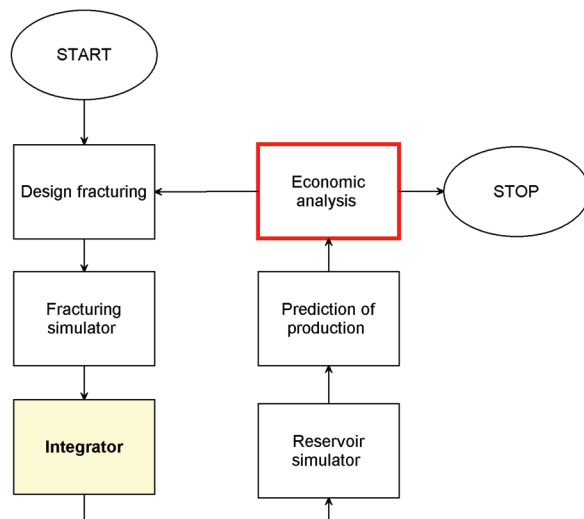 START
Design fracturing
Economic
analysis
STOP
Fracturing
simulator
Prediction of
production
Integrator
Reservoir
simulator